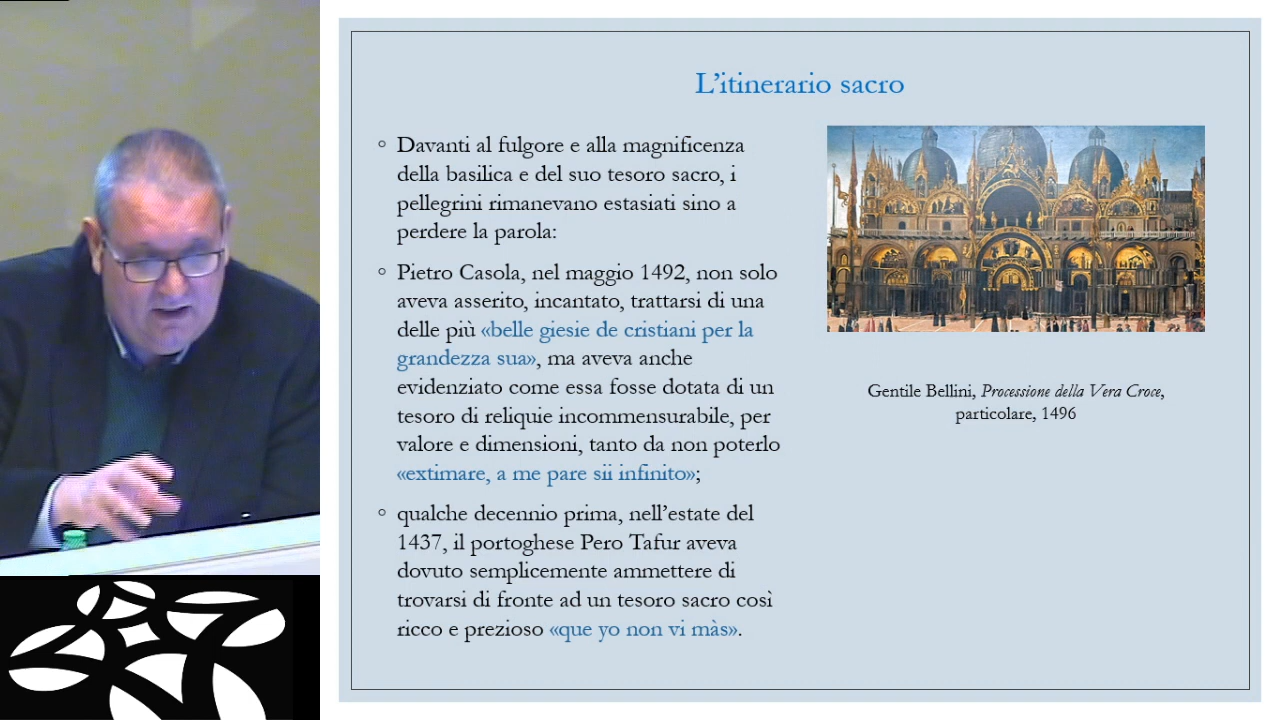 L'itinerario sacro
Davanti al fulgore e alla magnificenza
della basilica e del suo tesoro sacro, i
pellegrini rimanevano estasiati sino a
perdere la parola:
Pietro Casola, nel maggio 1492, non solo
aveva asserito, incantato, trattarsi di una
delle più «belle giesie de cristiani per la
grandezza sua», ma aveva anche
evidenziato come essa fosse dotata di un
tesoro di reliquie incommensurabile, per
valore e dimensioni, tanto da non poterlo
«extimare, a me pare sii infinito»;
qualche decennio prima, nell'estate del
1437, il portoghese Pero Tafur aveva
dovuto semplicemente ammettere di
trovarsi di fronte ad un tesoro sacro così
ricco e prezioso «que yo non vi màs».
Gentile Bellini, Processione della Vera Croce,
particolare, 1496